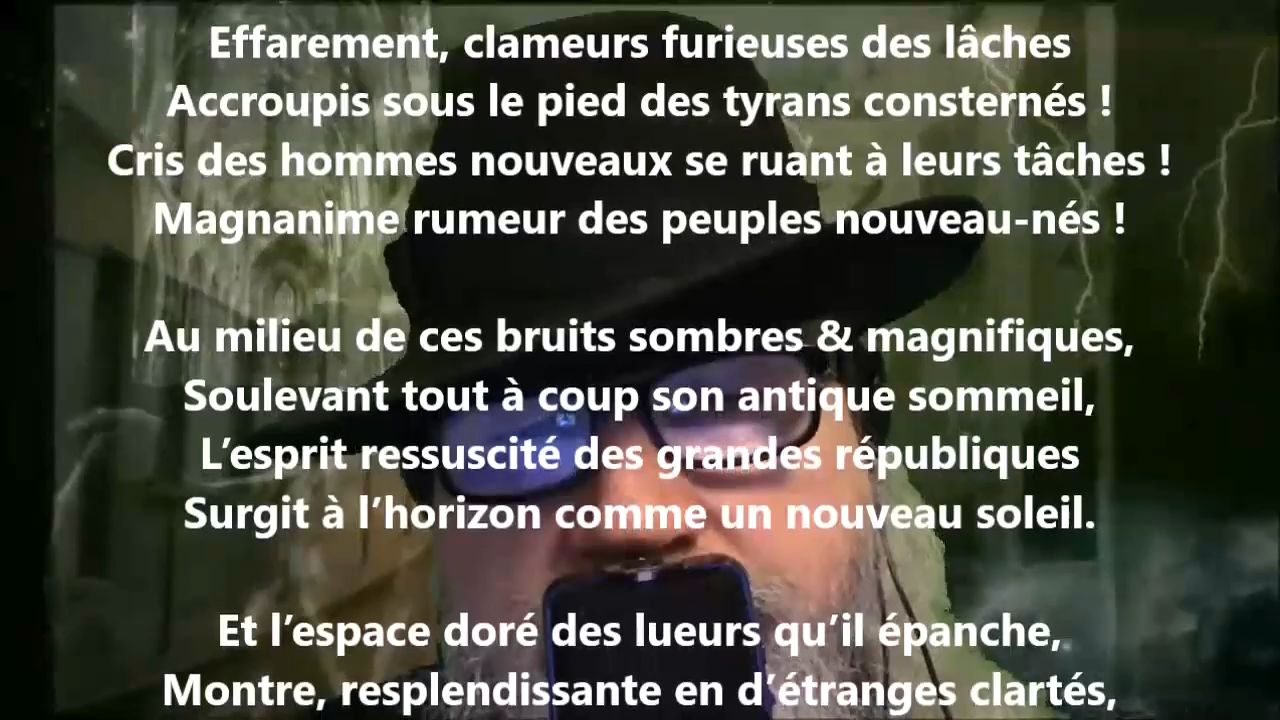 Effarement, clameurs furieuses des lâches
Accroupis sous le pied des tyrans consternés !
Cris des hommes nouveaux se ruant à leurs tâches !
Magnanime rumeur des peuples nouveau-nés !
Au milieu de ces bruits sombres & magnifiques,
Soulevant tout à coup son antique sommeil,
L’esprit ressuscité des grandes républiques
Surgit à l’horizon comme un nouveau soleil.
Et l’espace doré des lueurs qu’il épanche,
Montre, resplendissante en d’étranges clartés,